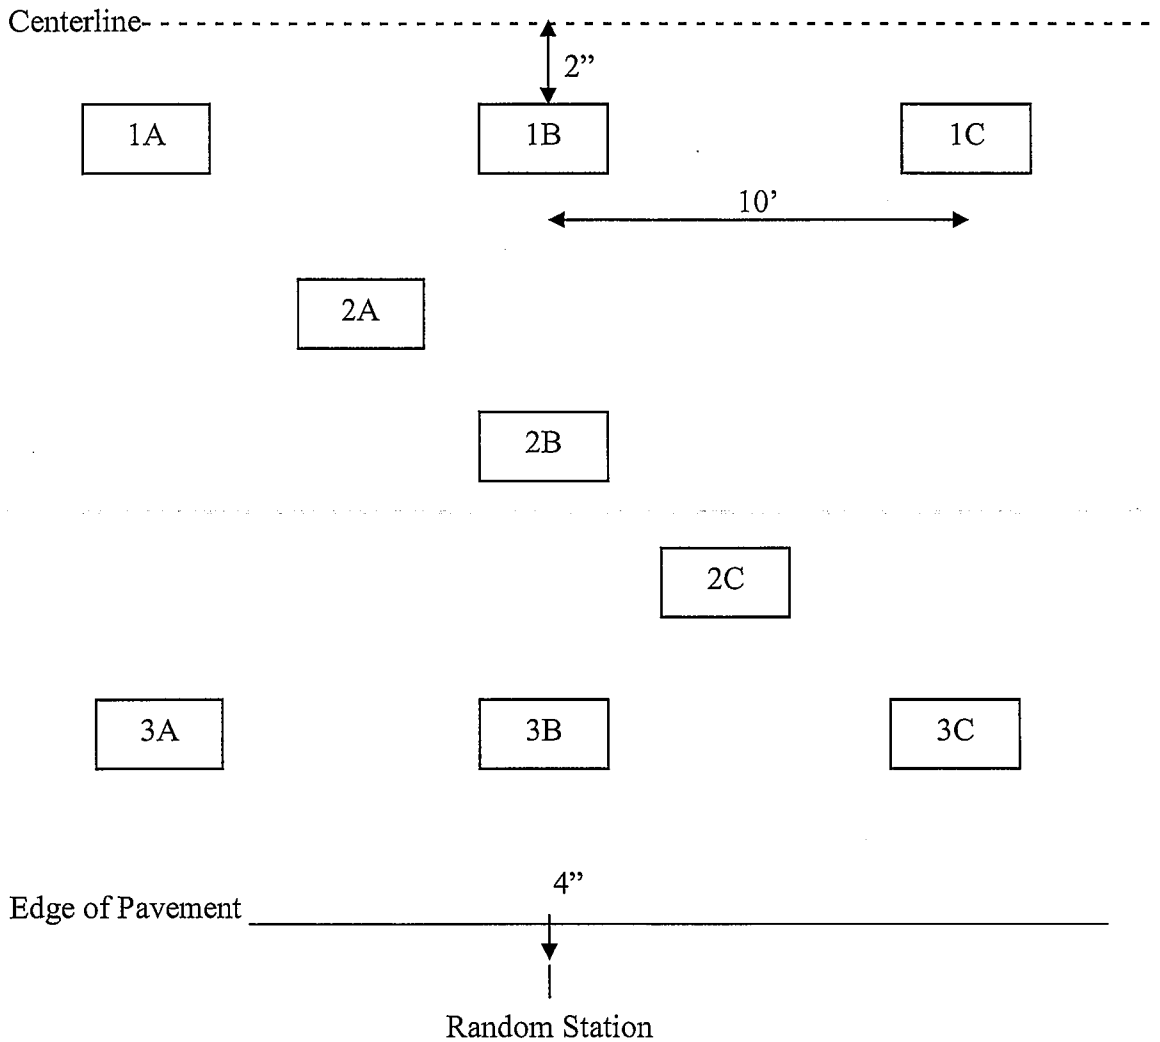 Centerline
2”
1A 1B 1C
10’
2A
2B
2C
3A 3B 3C
4”
Edge of Pavement
Random Station